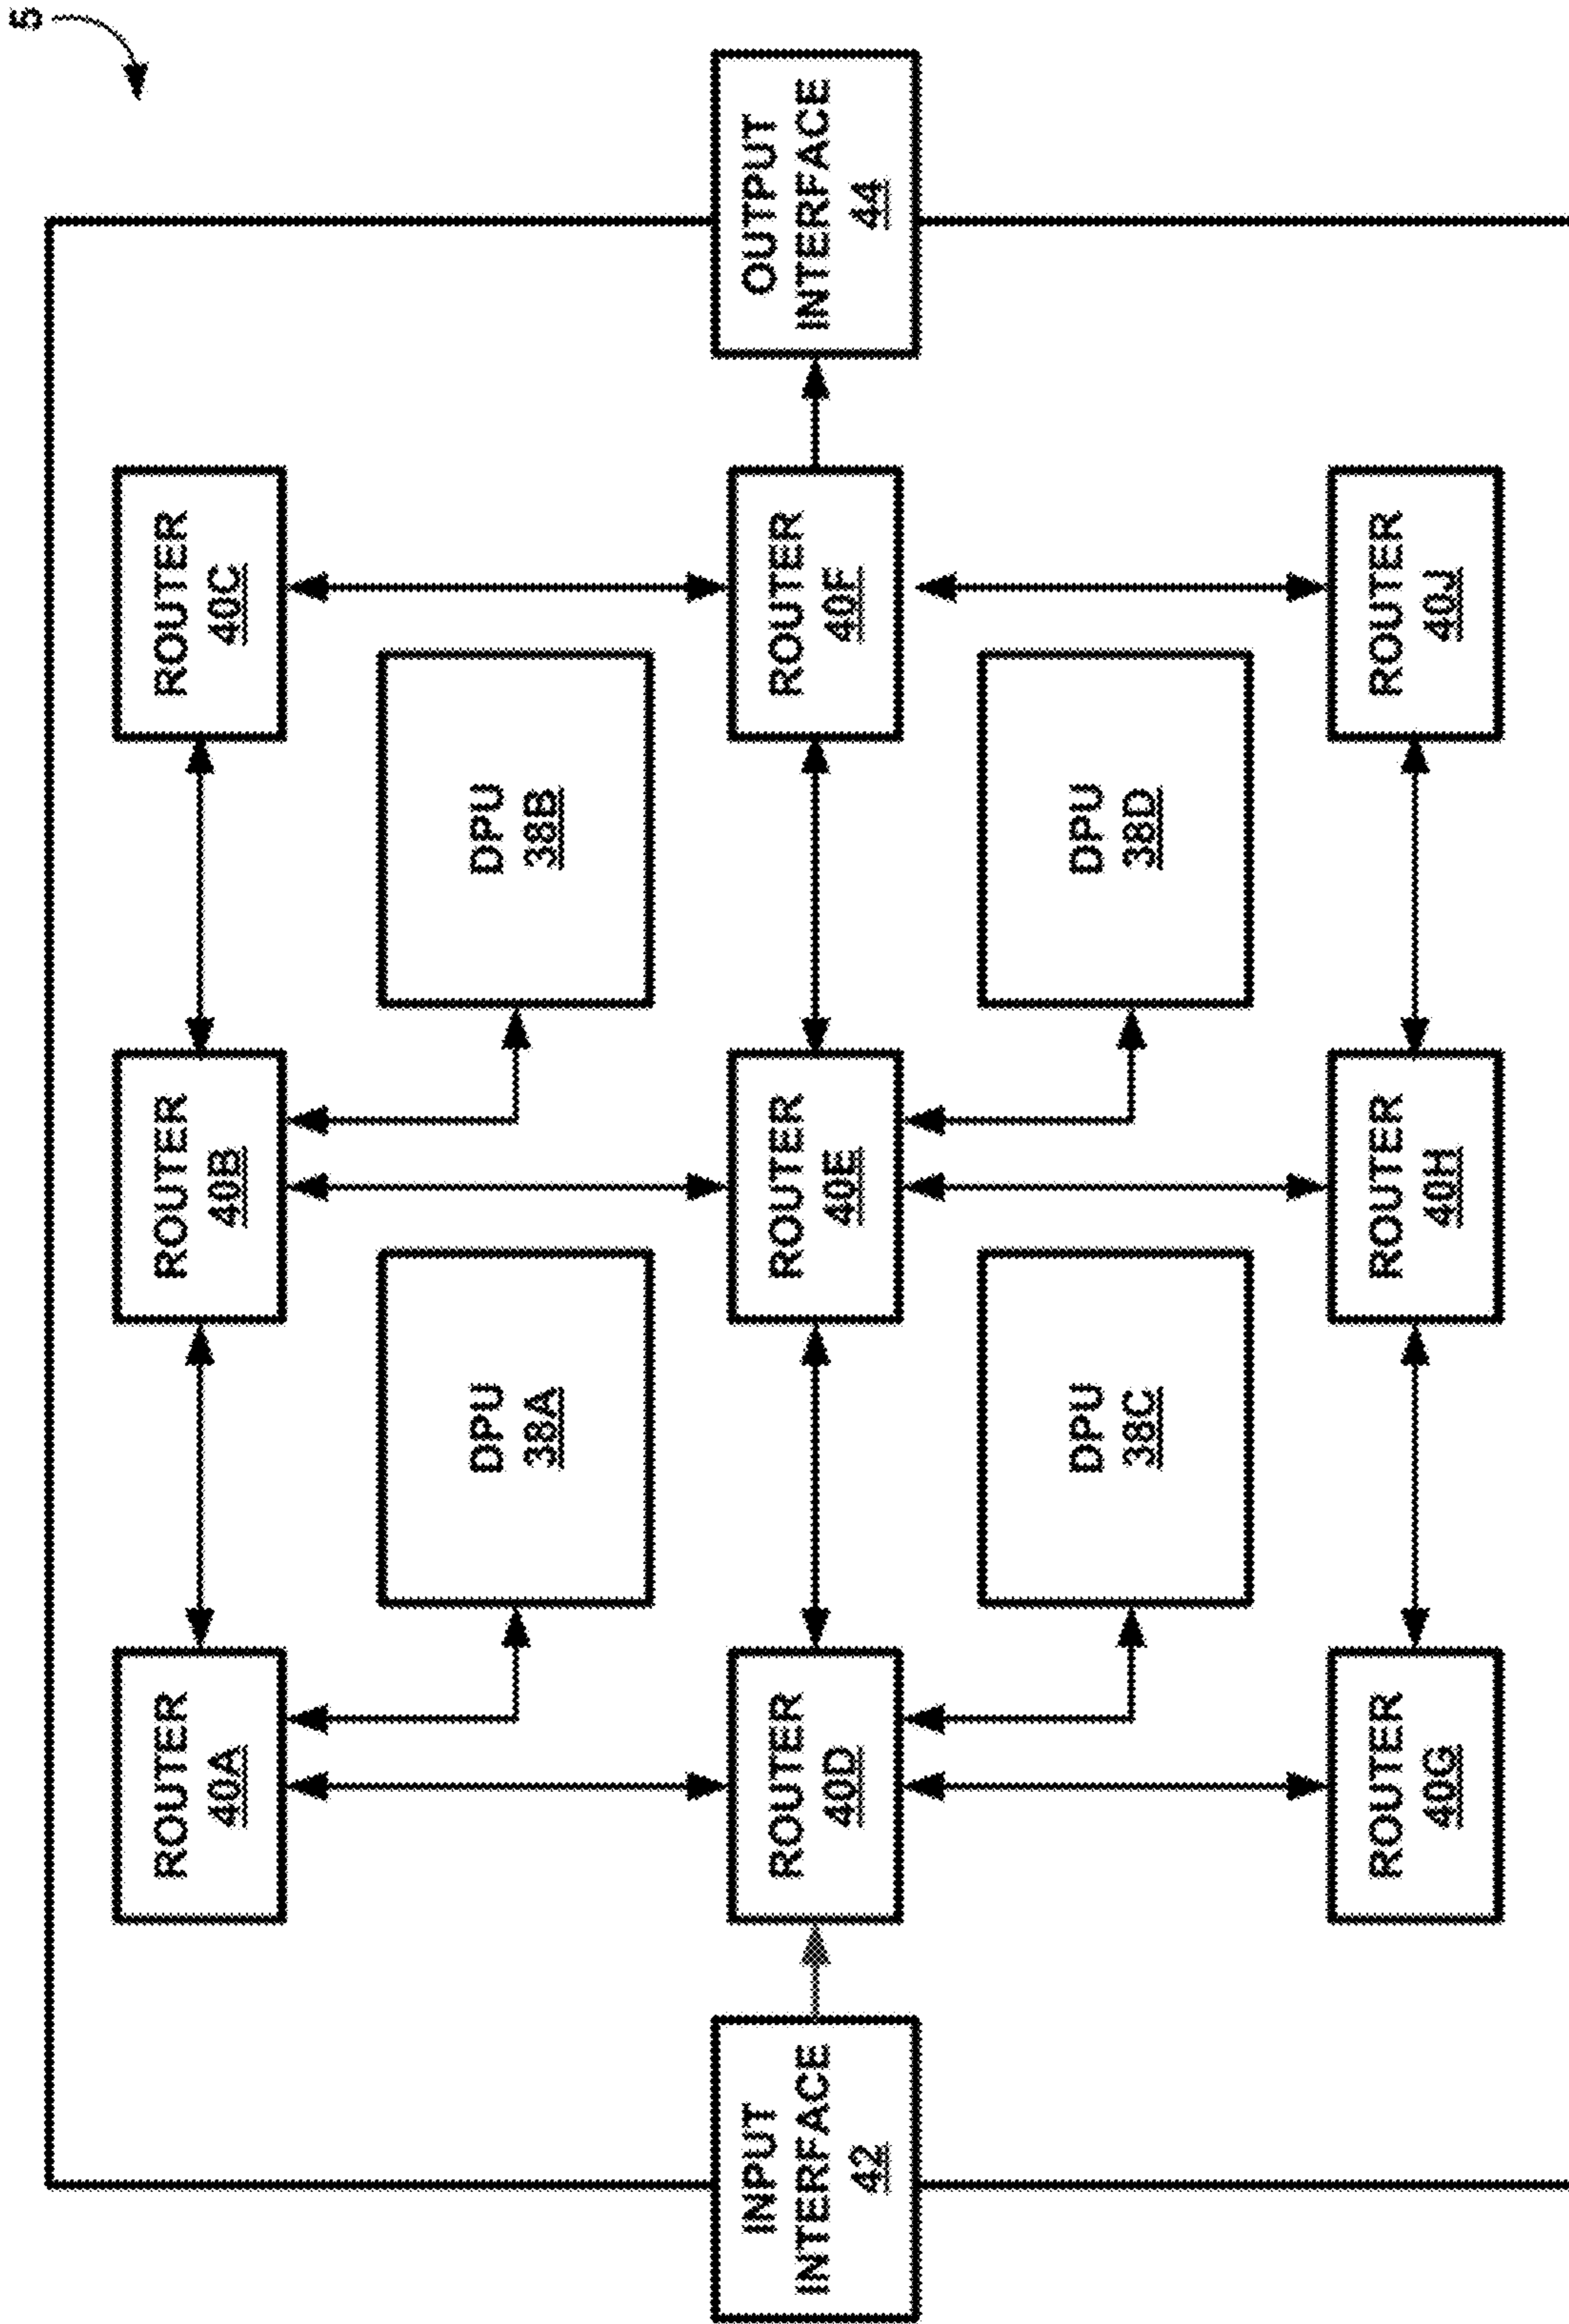 5
ROUTER
40A
ROUTER
40B
ROUTER
40C
DPU
38A
DPU
38B
INPUT
INTERFACE
42
ROUTER
40D
ROUTER
40E
ROUTER
40F
OUTPUT
INTERFACE
44
DPU
38C
DPU
38D
ROUTER
40G
ROUTER
40H
ROUTER
40J